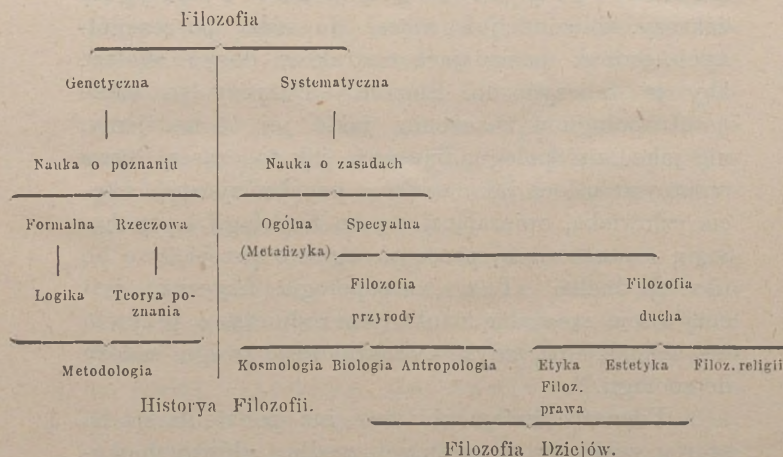 Filozofia
Genetyczna Systematyczna
Nauka o poznaniu Nauka o zasadach
Formalna Rzeczowa Ogólna Specyalna
(Metafizyka)
Logika Teorya po-
znania
Filozofia Filozofia
przyrody ducha
Metodologia
Kosmologia Biologia Antropologia Etyka Estetyka Filoz. religii
Filoz.
prawa
Historya Filozofii.
Filozofia Dziejów.